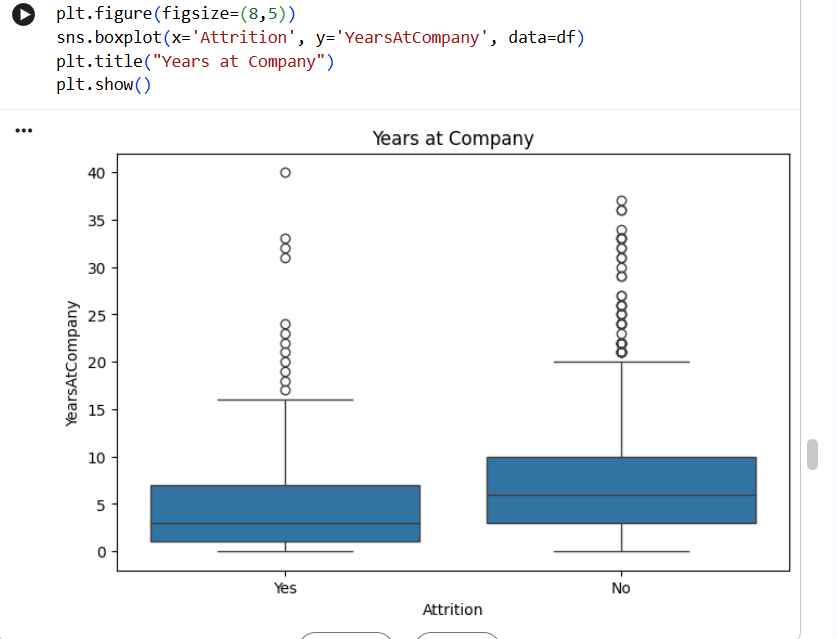 plt.figure(figsize=(8,5))
sns.boxplot(x='Attrition', y='YearsAtCompany', data=df)
plt.title("Years at Company")
plt.show()
Years at Company
40
35
30
25
20
15
10
5
0
YearsAtCompany
Yes
No
Attrition